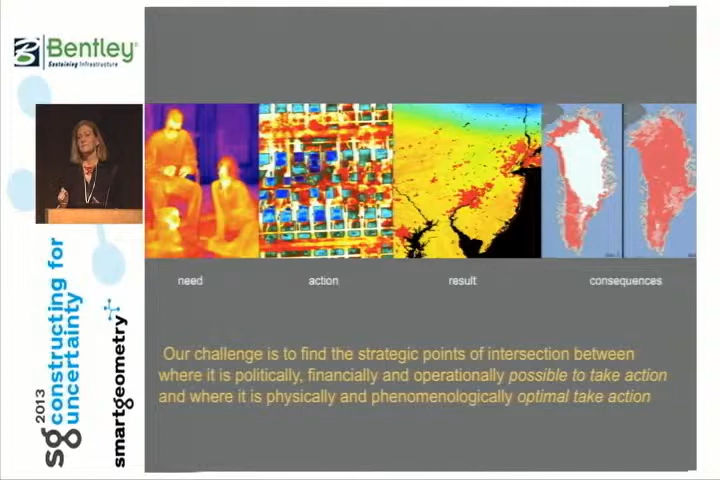 Bentley
Sustaining Infrastructure
need
action
result
consequences
Our challenge is to find the strategic points of intersection between
where it is politically, financially and operationally possible to take action
and where it is physically and phenomenologically optimal take action
sg2013
constructing for
uncertainty
smartgeometry